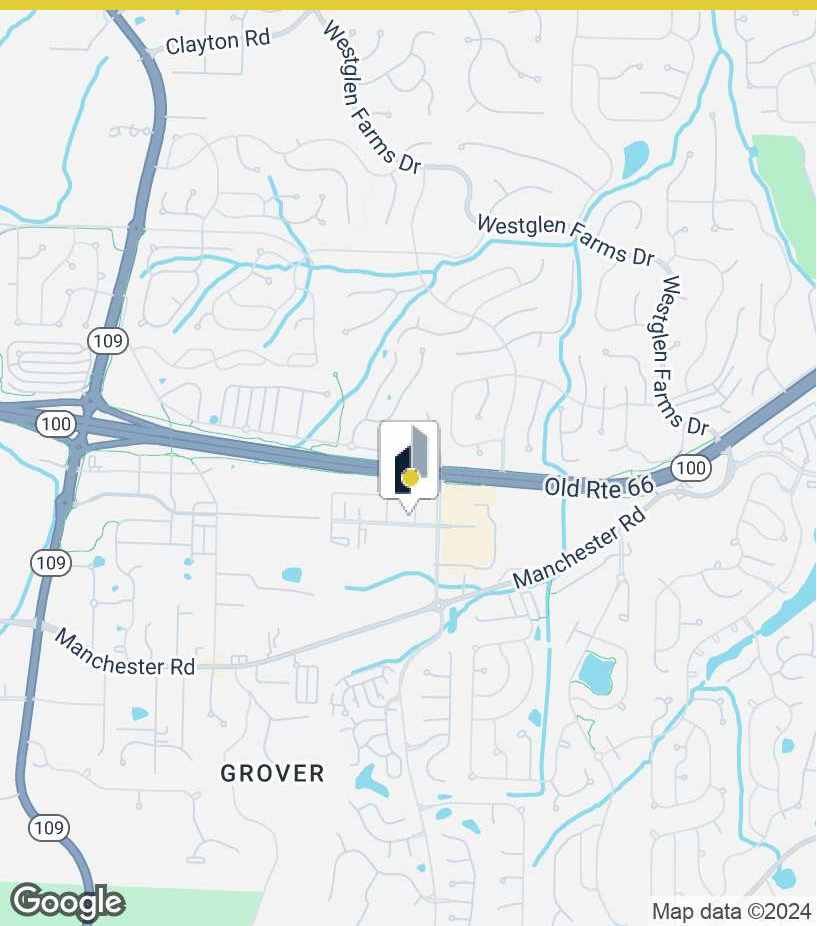 Clayton Rd
Westglen Farms Dr
Westglen Farms Dr
Westglen Farms Dr
109
100
100
Old Rte 66
Manchester Rd
109
Manchester Rd
GROVER
109
Google
Map data ©2024